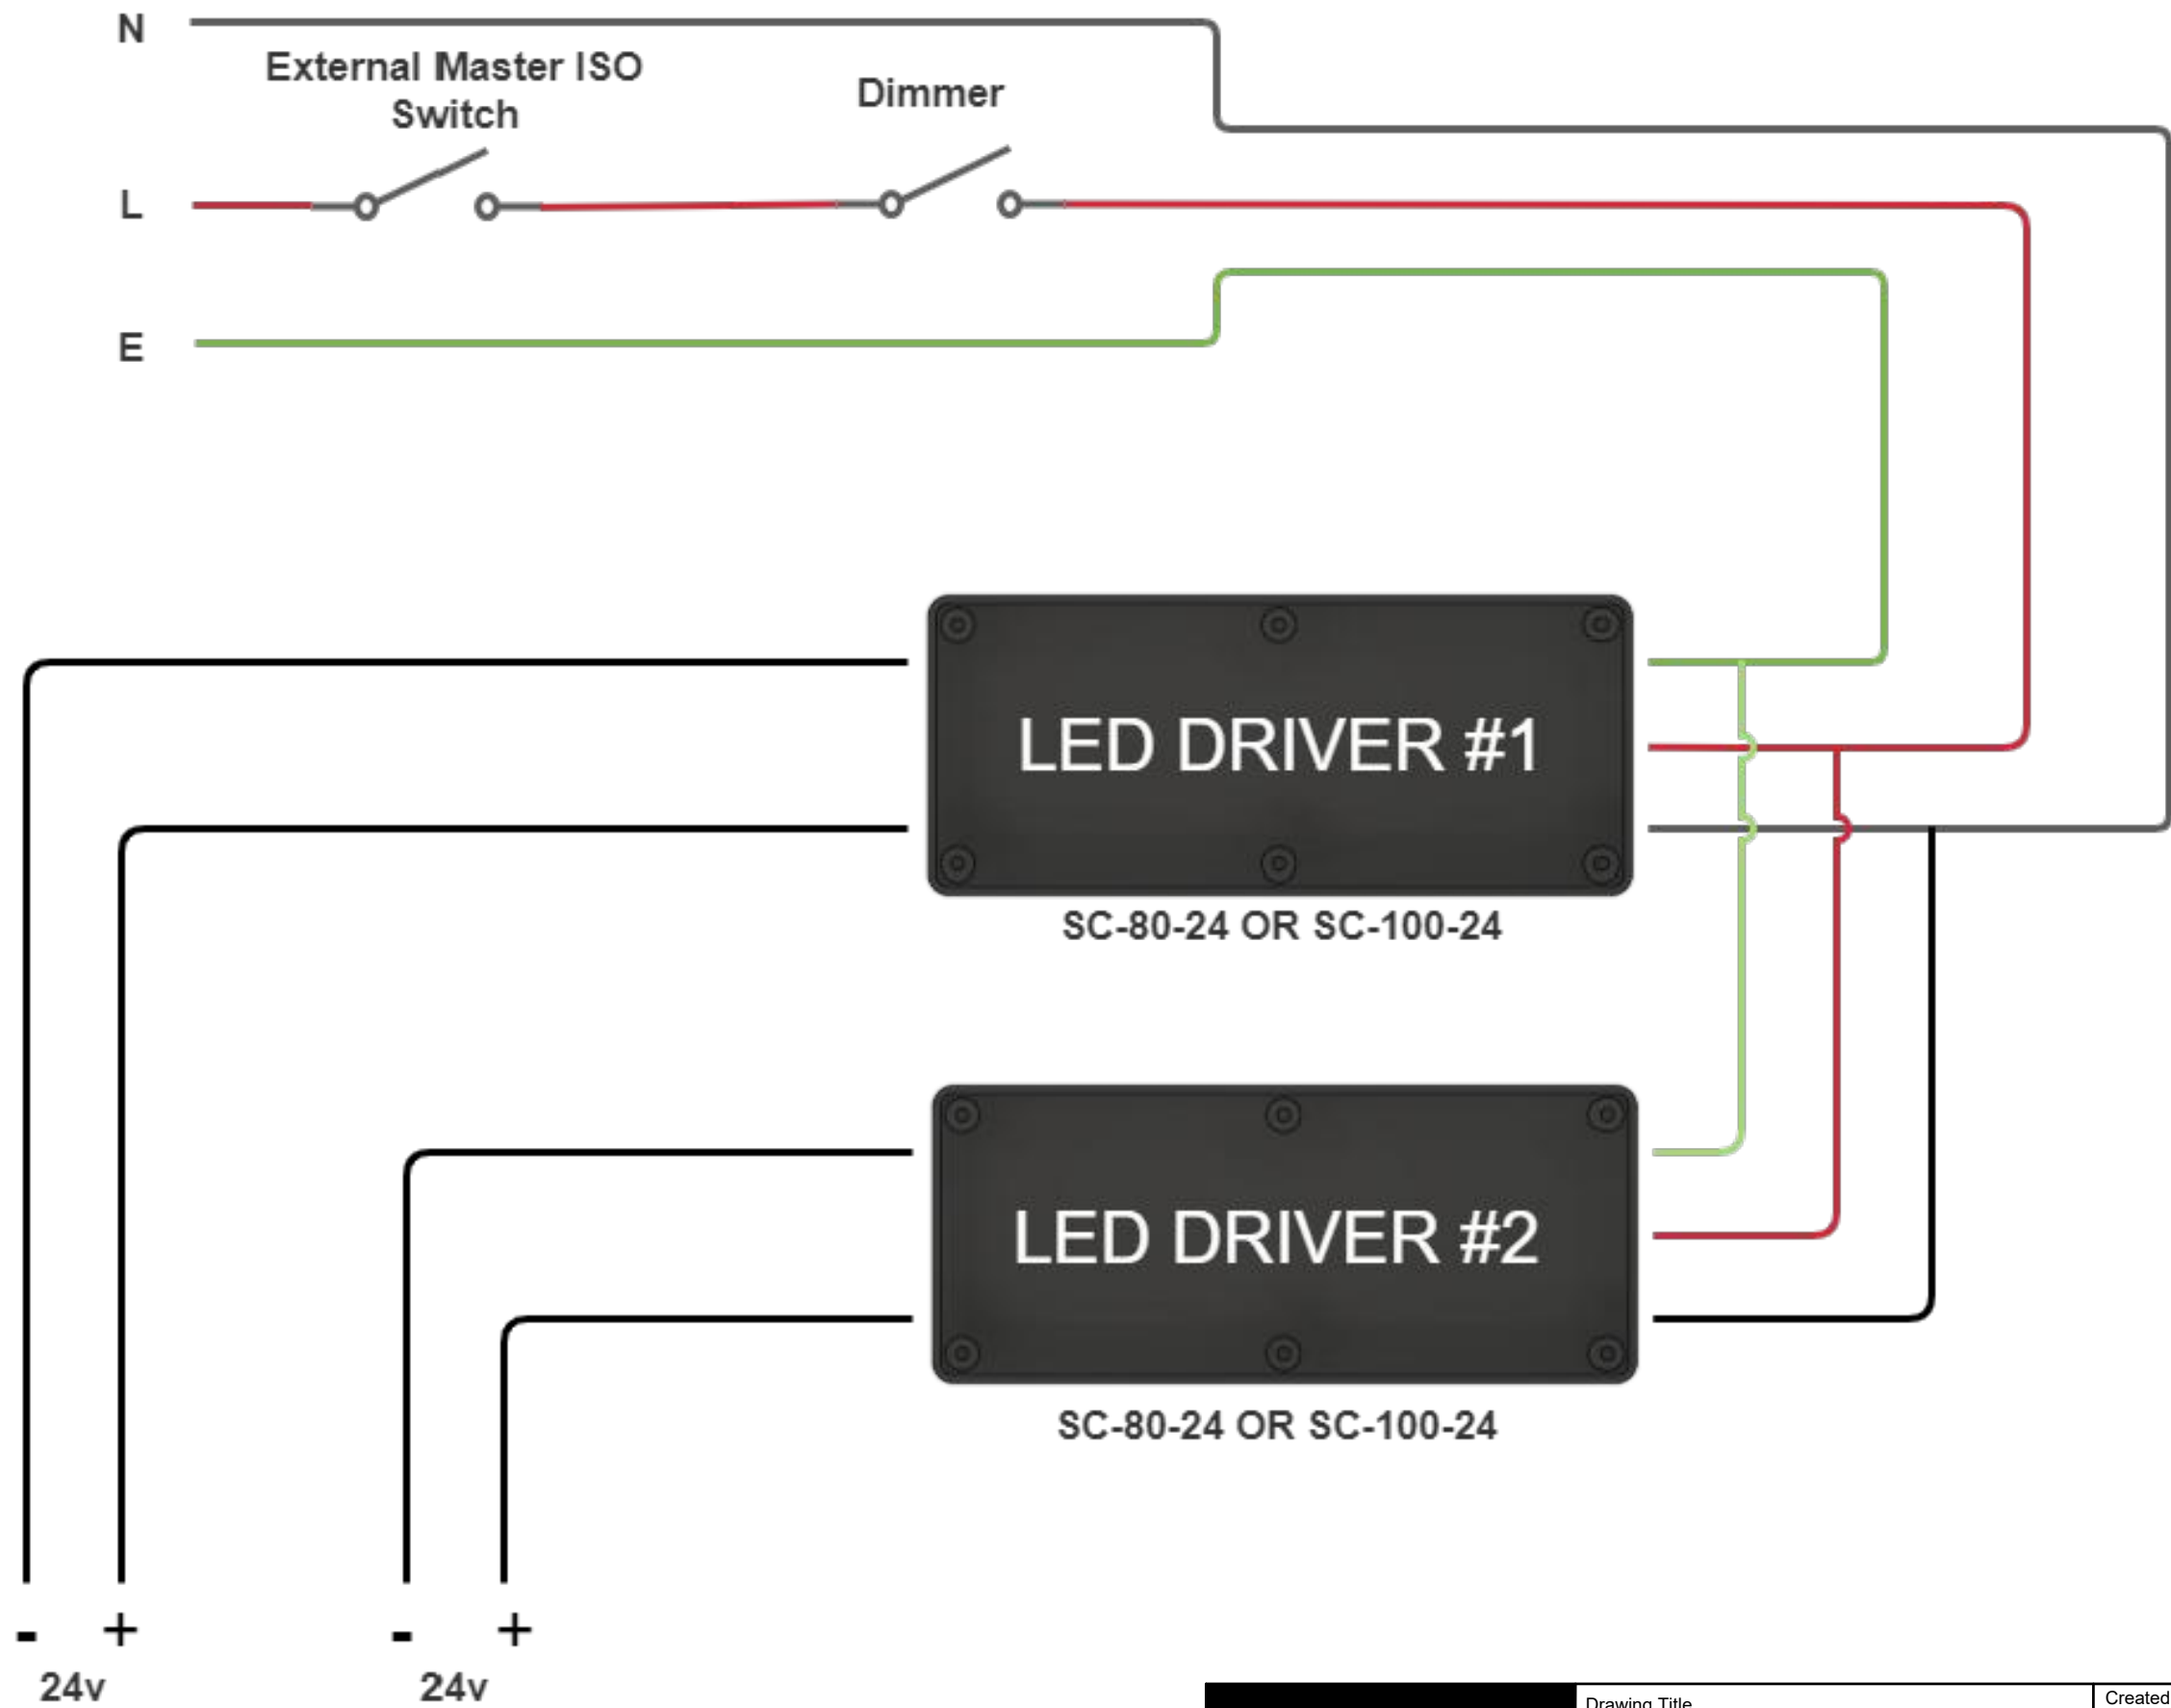 N
External Master ISO
Switch
Dimmer
L
E
LED DRIVER #1
SC-80-24 OR SC-100-24
LED DRIVER #2
SC-80-24 OR SC-100-24
- +
24v
- +
24v
Drawing Title
Created